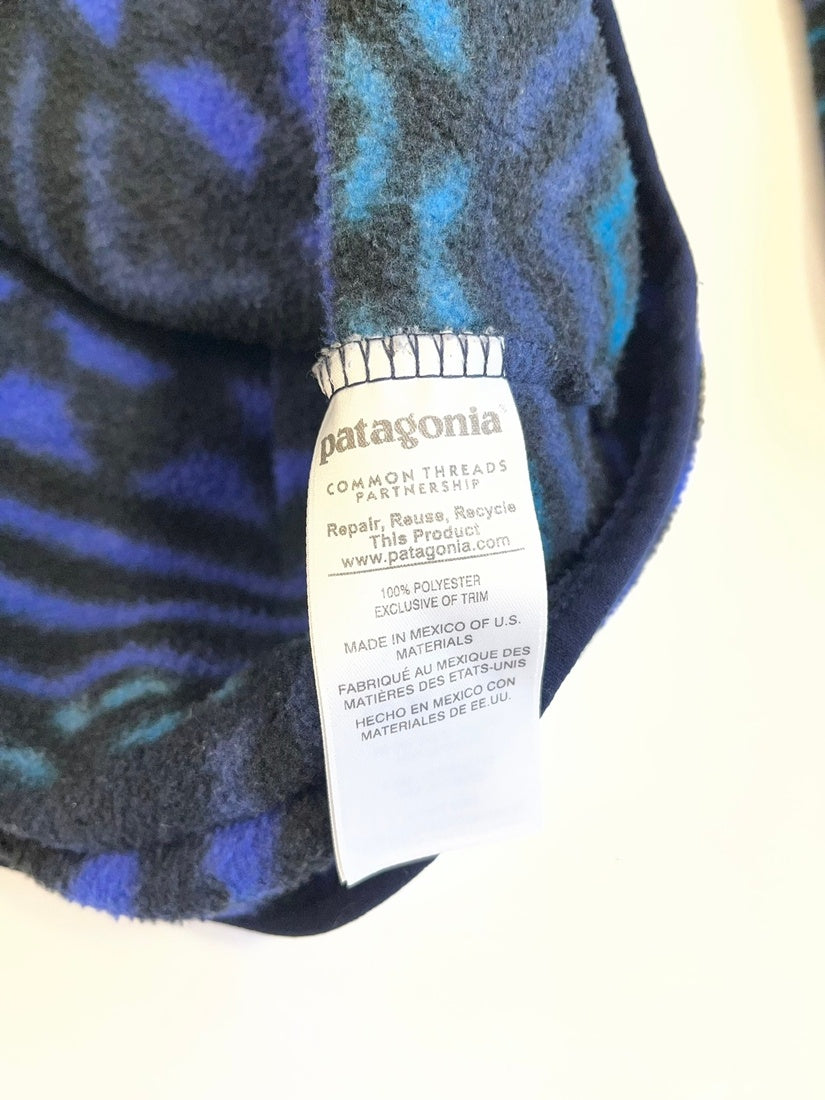 patagonia
COMMON THREADS
PARTNERSHIP
Repair, Reuse, Recycle
This Product
www.patagonia.com
100% POLYESTER
EXCLUSIVE OF TRIM
MADE IN MEXICO OF U.S.
MATERIALS
FABRIQUÉ AU MEXIQUE DES
MATIÈRES DES ETATS-UNIS
HECHO EN MEXICO CON
MATERIALES DE EE.UU.